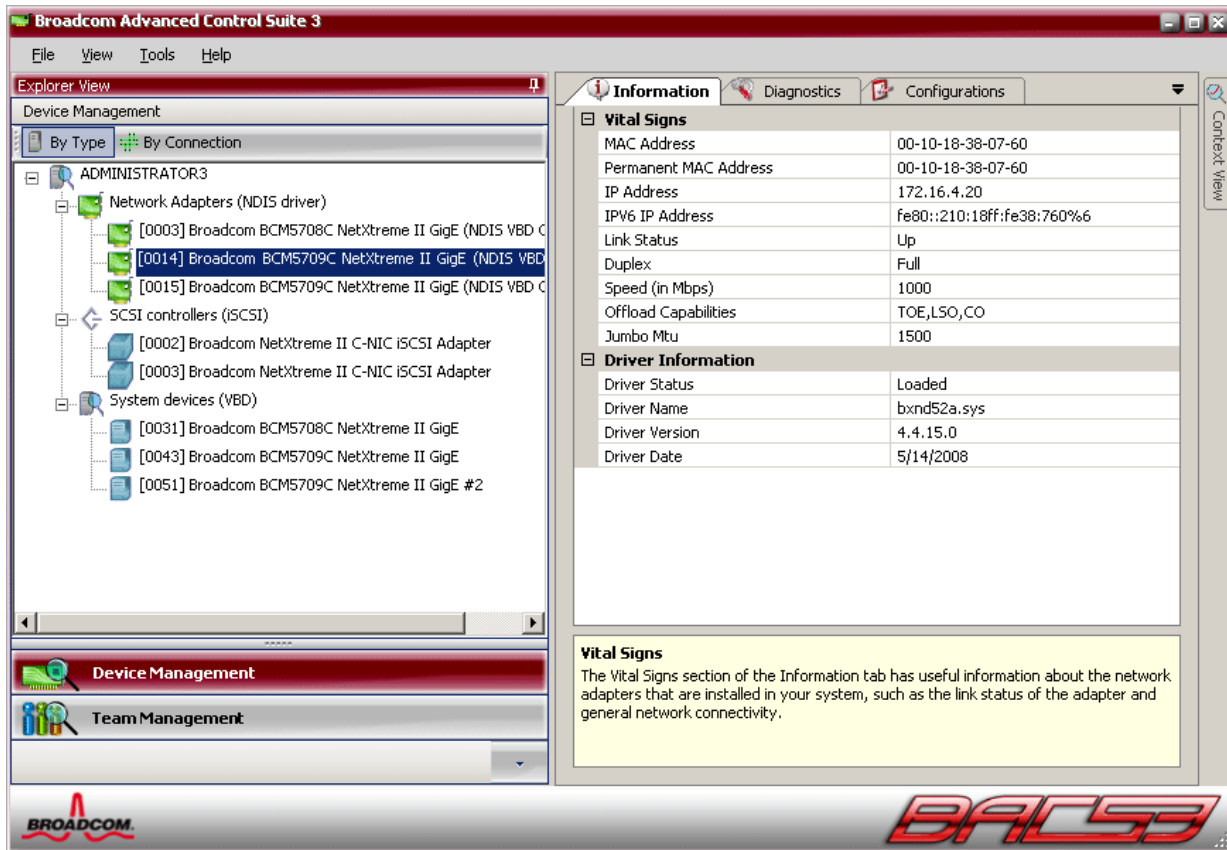 Broadcom Advanced Control Suite 3
File View Tools Help
Explorer View
Device Management
By Type By Connection
ADMINISTRATOR3
Network Adapters (NDIS driver)
[0003] Broadcom BCM5708C NetXtreme II GigE (NDIS VBD C
[0014] Broadcom BCM5709C NetXtreme II GigE (NDIS VBD
[0015] Broadcom BCM5709C NetXtreme II GigE (NDIS VBD C
SCSI controllers (iSCSI)
[0002] Broadcom NetXtreme II C-NIC iSCSI Adapter
[0003] Broadcom NetXtreme II C-NIC iSCSI Adapter
System devices (VBD)
[0031] Broadcom BCM5708C NetXtreme II GigE
[0043] Broadcom BCM5709C NetXtreme II GigE
[0051] Broadcom BCM5709C NetXtreme II GigE #2
Device Management
Team Management
Information Diagnostics Configurations
Vital Signs
MAC Address 00-10-18-38-07-60
Permanent MAC Address 00-10-18-38-07-60
IP Address 172.16.4.20
IPV6 IP Address fe80::210:18ff:fe38:760%6
Link Status Up
Duplex Full
Speed (in Mbps) 1000
Offload Capabilities TOE,LSO,CO
Jumbo Mtu 1500
Driver Information
Driver Status Loaded
Driver Name bxnd52a.sys
Driver Version 4.4.15.0
Driver Date 5/14/2008
Vital Signs
The Vital Signs section of the Information tab has useful information about the network
adapters that are installed in your system, such as the link status of the adapter and
general network connectivity.
Context View
BROADCOM.
BACS3